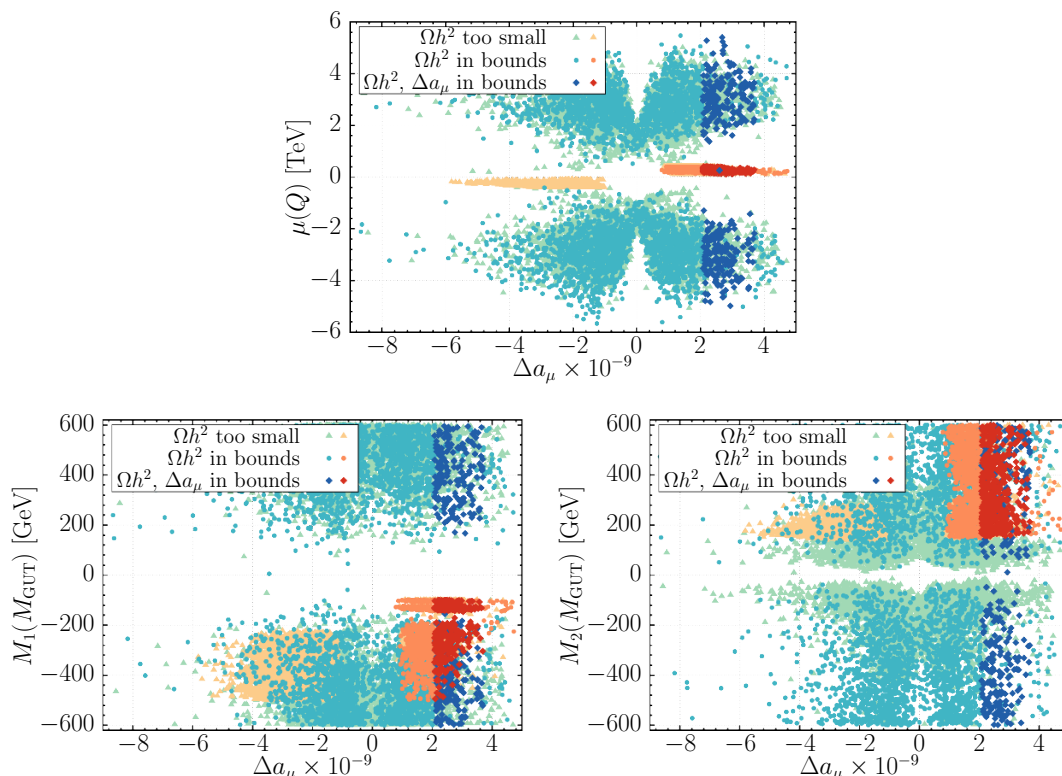 6
4
2
0
−2
−4
−6
μ(Q) [TeV]
Ωh² too small
Ωh² in bounds
Ωh², Δaμ in bounds
−8 −6 −4 −2 0 2 4
Δaμ × 10⁻⁹
600
400
200
0
−200
−400
−600
M₁(M_GUT) [GeV]
Ωh² too small
Ωh² in bounds
Ωh², Δaμ in bounds
−8 −6 −4 −2 0 2 4
Δaμ × 10⁻⁹
600
400
200
0
−200
−400
−600
M₂(M_GUT) [GeV]
Ωh² too small
Ωh² in bounds
Ωh², Δaμ in bounds
−8 −6 −4 −2 0 2 4
Δaμ × 10⁻⁹